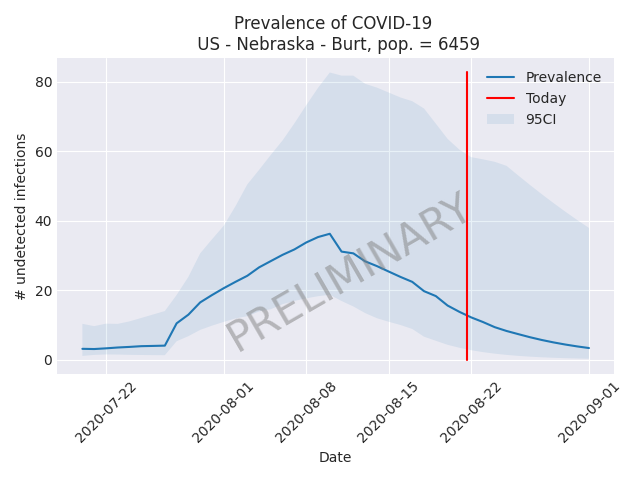 Prevalence of COVID-19
US - Nebraska - Burt, pop. = 6459
# undetected infections
80
60
40
20
0
Prevalence
Today
95CI
PRELIMINARY
2020-07-22
2020-08-01
2020-08-08
2020-08-15
2020-08-22
2020-09-01
Date